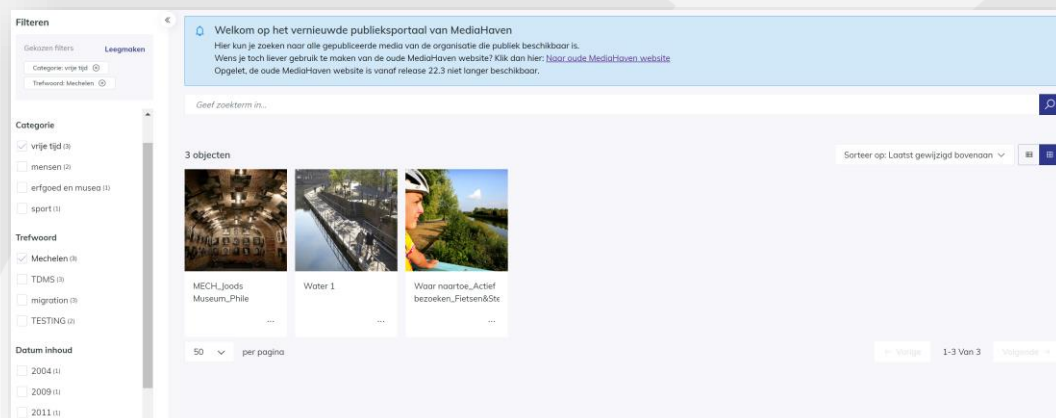 Filteren
Gekozen filters Leegmaken
Categorie: vrije tijd
Trefwoord: Mechelen
Categorie
vrije tijd (3)
mensen (2)
erfgoed en musea (1)
sport (1)
Trefwoord
Mechelen (3)
TDMS (3)
migration (3)
TESTING (2)
Datum inhoud
2004 (1)
2009 (1)
2011 (1)
Welkom op het vernieuwde publieksportaal van MediaHaven
Hier kun je zoeken naar alle gepubliceerde media van de organisatie die publiek beschikbaar is.
Wens je toch liever gebruik te maken van de oude MediaHaven website? Klik dan hier: Naar oude MediaHaven website
Opgelet, de oude MediaHaven website is vanaf release 22.3 niet langer beschikbaar.
Geef zoekterm in...
3 objecten
Sorteer op: Laatst gewijzigd bovenaan
MECH_Joods
Museum_Phile
...
Water 1
...
Waar naartoe_Actief
bezoeken_Fietsen&Ste
...
50 per pagina
← Vorige 1-3 Van 3 Volgende →